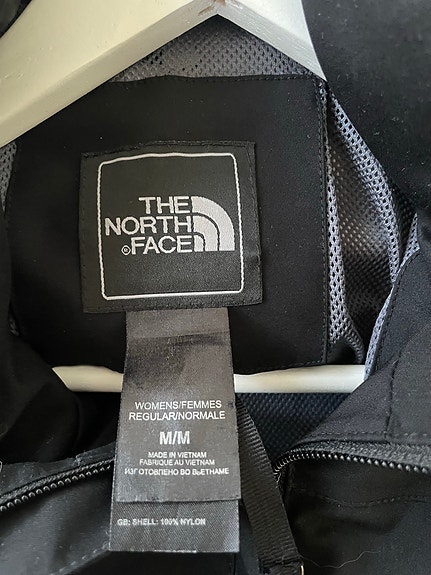 THE
NORTH
FACE
®
WOMENS/FEMMES
REGULAR/NORMALE
M/M
MADE IN VIETNAM
FABRIQUE AU VIETNAM
ИЗГОТОВЛЕНО ВО ВЬЕТНАМЕ
GB: SHELL: 100% NYLON